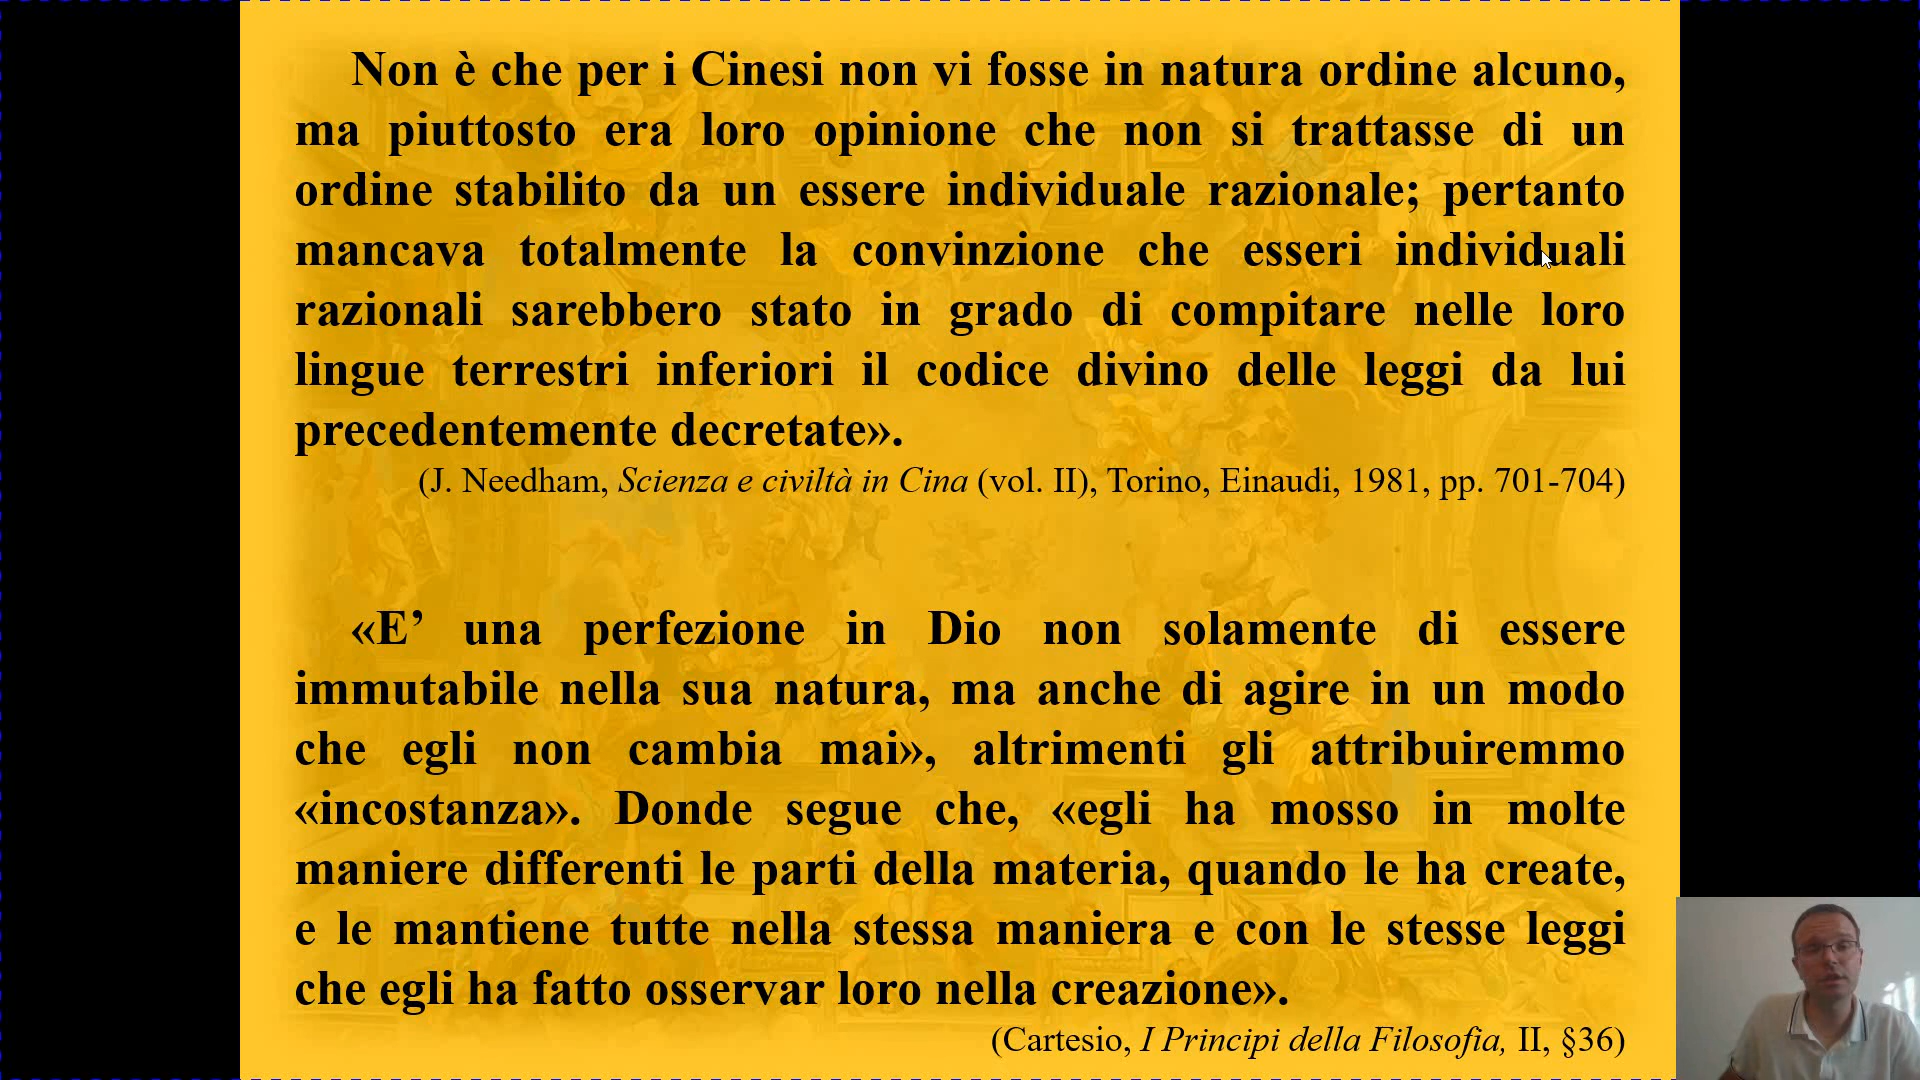 Non è che per i Cinesi non vi fosse in natura ordine alcuno,
ma piuttosto era loro opinione che non si trattasse di un
ordine stabilito da un essere individuale razionale; pertanto
mancava totalmente la convinzione che esseri individuali
razionali sarebbero stato in grado di compitare nelle loro
lingue terrestri inferiori il codice divino delle leggi da lui
precedentemente decretate».
(J. Needham, Scienza e civiltà in Cina (vol. II), Torino, Einaudi, 1981, pp. 701-704)
«E’ una perfezione in Dio non solamente di essere
immutabile nella sua natura, ma anche di agire in un modo
che egli non cambia mai», altrimenti gli attribuiremmo
«incostanza». Donde segue che, «egli ha mosso in molte
maniere differenti le parti della materia, quando le ha create,
e le mantiene tutte nella stessa maniera e con le stesse leggi
che egli ha fatto osservar loro nella creazione».
(Cartesio, I Principi della Filosofia, II, §36)